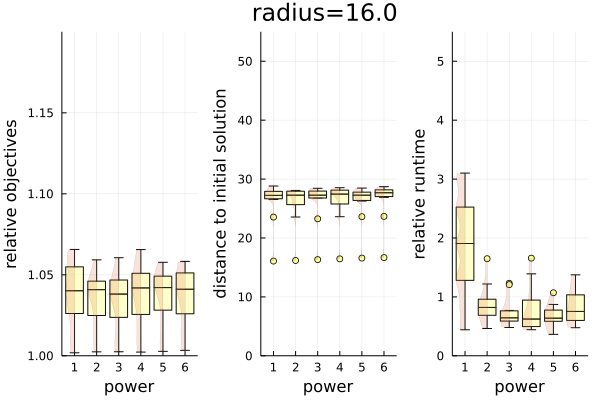 radius=16.0
relative objectives
1.15
1.10
1.05
1.00
1 2 3 4 5 6
power
distance to initial solution
50
40
30
20
10
0
1 2 3 4 5 6
power
relative runtime
5
4
3
2
1
0
1 2 3 4 5 6
power